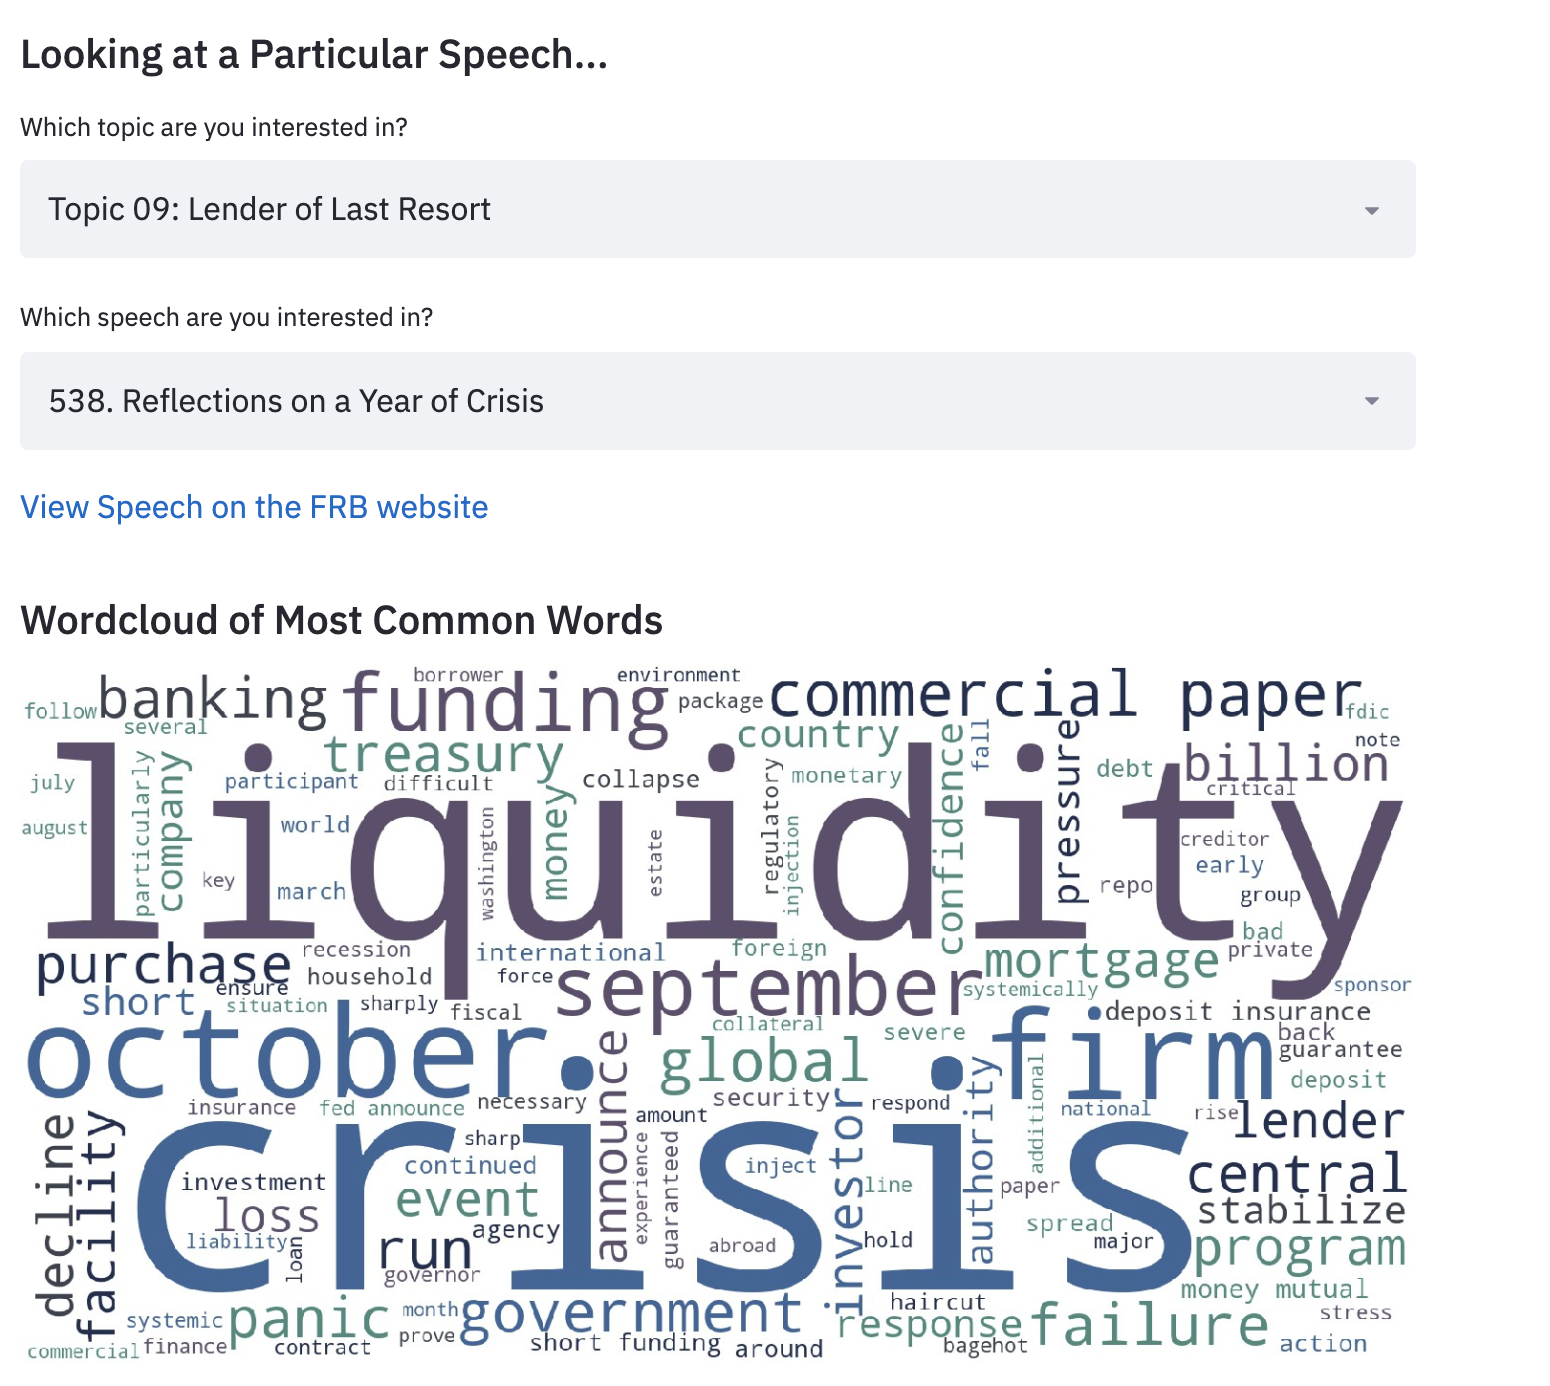 Looking at a Particular Speech...
Which topic are you interested in?
Topic 09: Lender of Last Resort
Which speech are you interested in?
538. Reflections on a Year of Crisis
View Speech on the FRB website
Wordcloud of Most Common Words
borrower
environment
follow
banking
funding
package
commercial paper
fdic
several
treasury
country
confidence
fall
pressure
note
july
particularly
company
participant
difficult
collapse
monetary
regulatory
debt
billion
critical
august
liquidity
world
washington
money
estate
injection
creditor
early
key
march
repo
group
bad
purchase
recession
international
foreign
mortgage
private
household
force
september
systemically
sponsor
short
ensure
situation
sharply
fiscal
deposit insurance
october
collateral
severe
firm
back
guarantee
global
deposit
announce
authority
additional
insurance
fed announce
necessary
amount
security
investor
respond
national
rise
lender
decline
facility
crisis
sharp
experience
guaranteed
continued
inject
investment
event
line
paper
central
loss
agency
spread
stabilize
liability
loan
run
abroad
hold
major
program
governor
money mutual
systemic
panic
month
government
haircut
response
failure
stress
commercial
finance
contract
prove
short funding
around
bagehot
action